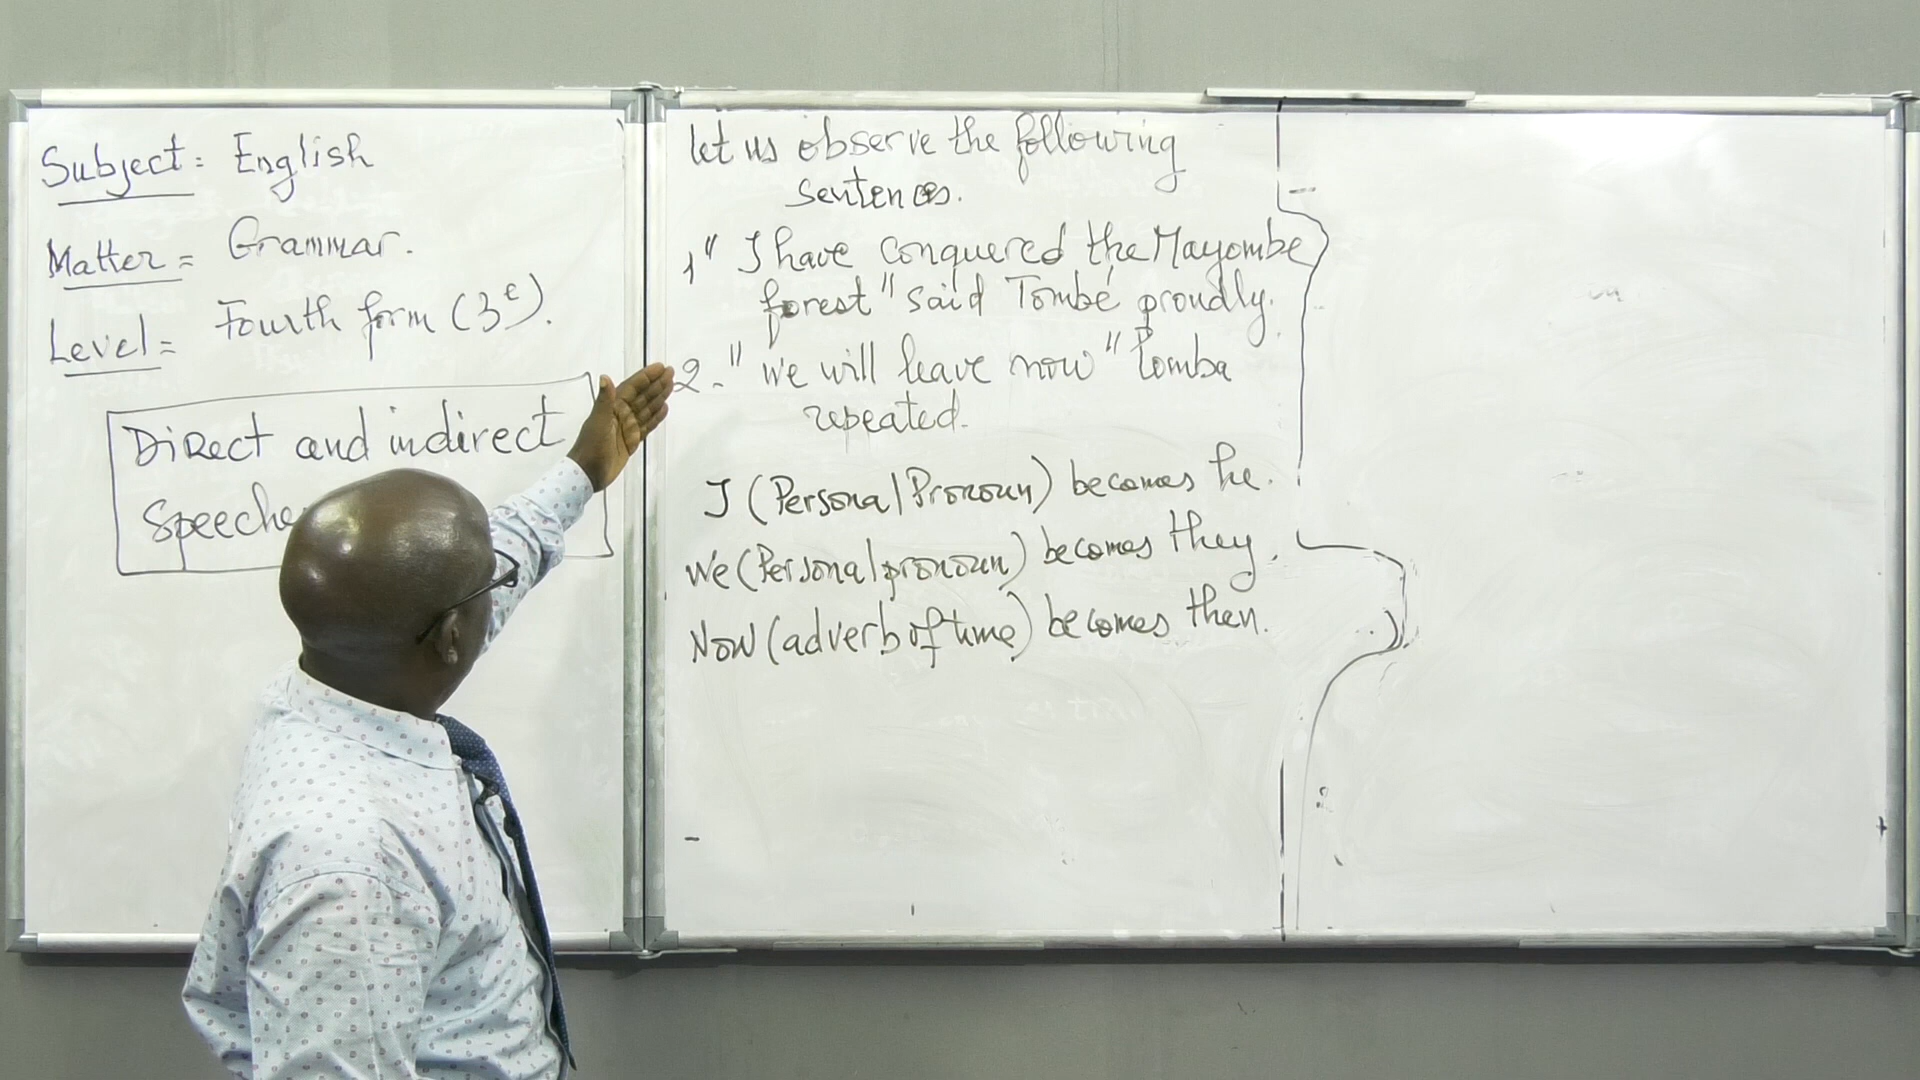 Subject: English
Matter= Grammar.
Level= Fourth form (3e).
Direct and indirect
Speeche
let us observe the following
sentences.
1" I have conquered the Mayombe
forest" said Tombé proudly.
2-" we will leave now" Tomba
repeated.
I (Personal Pronoun) becomes he.
We (Personal pronoun) becomes they.
Now (adverb of time) becomes then.